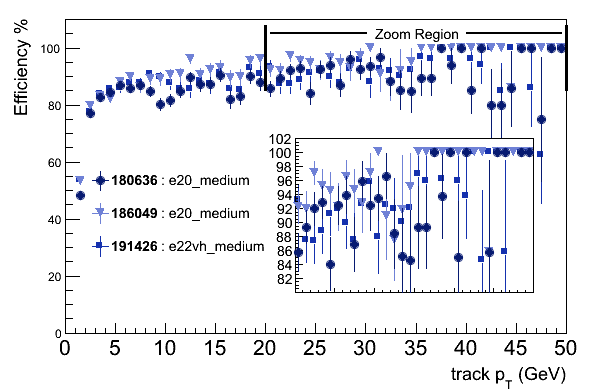 Efficiency %
100
80
60
40
20
0
Zoom Region
180636 : e20_medium
186049 : e20_medium
191426 : e22vh_medium
102
100
98
96
94
92
90
88
86
84
82
0 5 10 15 20 25 30 35 40 45 50
track pT (GeV)